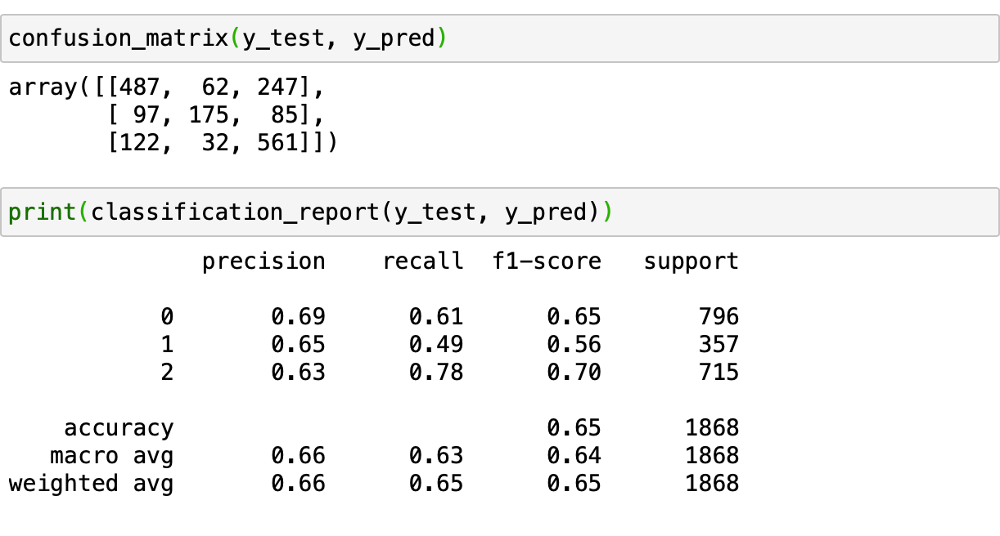 confusion_matrix(y_test, y_pred)
array([[487,  62, 247],
       [ 97, 175,  85],
       [122,  32, 561]])
print(classification_report(y_test, y_pred))
              precision    recall  f1-score   support
           0       0.69      0.61      0.65       796
           1       0.65      0.49      0.56       357
           2       0.63      0.78      0.70       715
    accuracy                           0.65      1868
   macro avg       0.66      0.63      0.64      1868
weighted avg       0.66      0.65      0.65      1868